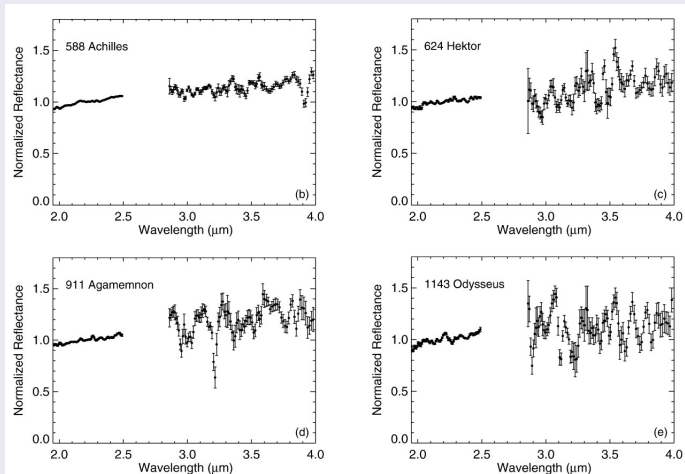 588 Achilles
Normalized Reflectance
1.5
1.0
0.5
0.0
2.0 2.5 3.0 3.5 4.0
Wavelength (μm)
(b)
624 Hektor
Normalized Reflectance
1.5
1.0
0.5
0.0
2.0 2.5 3.0 3.5 4.0
Wavelength (μm)
(c)
911 Agamemnon
Normalized Reflectance
1.5
1.0
0.5
0.0
2.0 2.5 3.0 3.5 4.0
Wavelength (μm)
(d)
1143 Odysseus
Normalized Reflectance
1.5
1.0
0.5
0.0
2.0 2.5 3.0 3.5 4.0
Wavelength (μm)
(e)